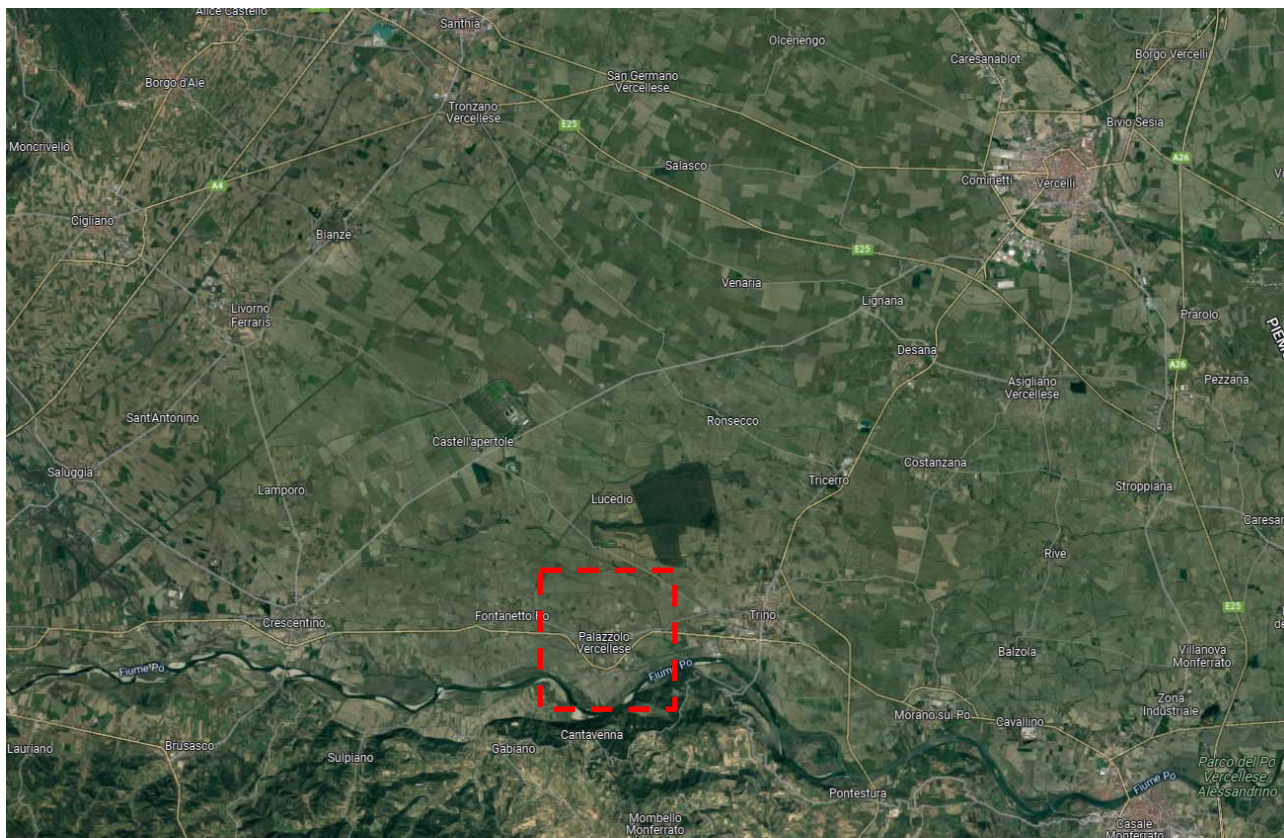 Alice Castello
Santhià
Olcenengo
Caresanablot
Borgo Vercelli
Borgo d'Ale
San Germano
Vercellese
Tronzano
Vercellese
E25
Bivio Sesia
Moncrivello
Salasco
A26
A4
Cominetti
Vercelli
Cigliano
Bianze
E25
Venaria
Livorno
Ferraris
Lignana
Prarolo
PIEM
Desana
A26
Pezzana
Asigliano
Vercellese
Sant'Antonino
Ronsecco
Castell'apertole
Saluggia
Costanzana
Tricerro
Stroppiana
Lamporo
Lucedio
Caresan
Rive
E25
Fontanetto Po
Trino
Crescentino
Palazzolo
Vercellese
Balzola
Villanova
Monferrato
Fiume Po
Fiume Po
Zona
Industriale
Morano sul Po
Cavallino
Cantavenna
Lauriano
Brusasco
Gabiano
Sulpiano
Parco del Po
Vercellese,
Alessandrino
Fiume Po
Pontestura
Mombello
Monferrato
Casale
Monferrato